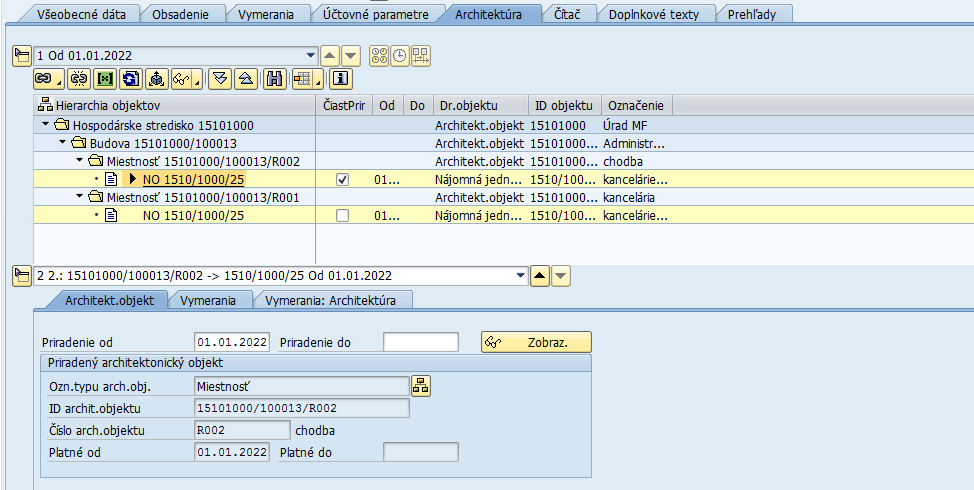 Všeobecné dáta Obsadenie Vymerania Účtovné parametre Architektúra Čítač Doplnkové texty Prehľady
1 Od 01.01.2022
Hierarchia objektov ČiastPrir Od Do Dr.objektu ID objektu Označenie
Hospodárske stredisko 15101000 Architekt.objekt 15101000 Úrad MF
Budova 15101000/100013 Architekt.objekt 15101000... Administr...
Miestnosť 15101000/100013/R002 Architekt.objekt 15101000... chodba
NO 1510/1000/25 01... Nájomná jedn... 1510/100... kancelárie...
Miestnosť 15101000/100013/R001 Architekt.objekt 15101000... kancelária
NO 1510/1000/25 01... Nájomná jedn... 1510/100... kancelárie...
2 2.: 15101000/100013/R002 -> 1510/1000/25 Od 01.01.2022
Architekt.objekt Vymerania Vymerania: Architektúra
Priradenie od 01.01.2022 Priradenie do Zobraz.
Priradený architektonický objekt
Ozn.typu arch.obj. Miestnosť
ID archit.objektu 15101000/100013/R002
Číslo arch.objektu R002 chodba
Platné od 01.01.2022 Platné do